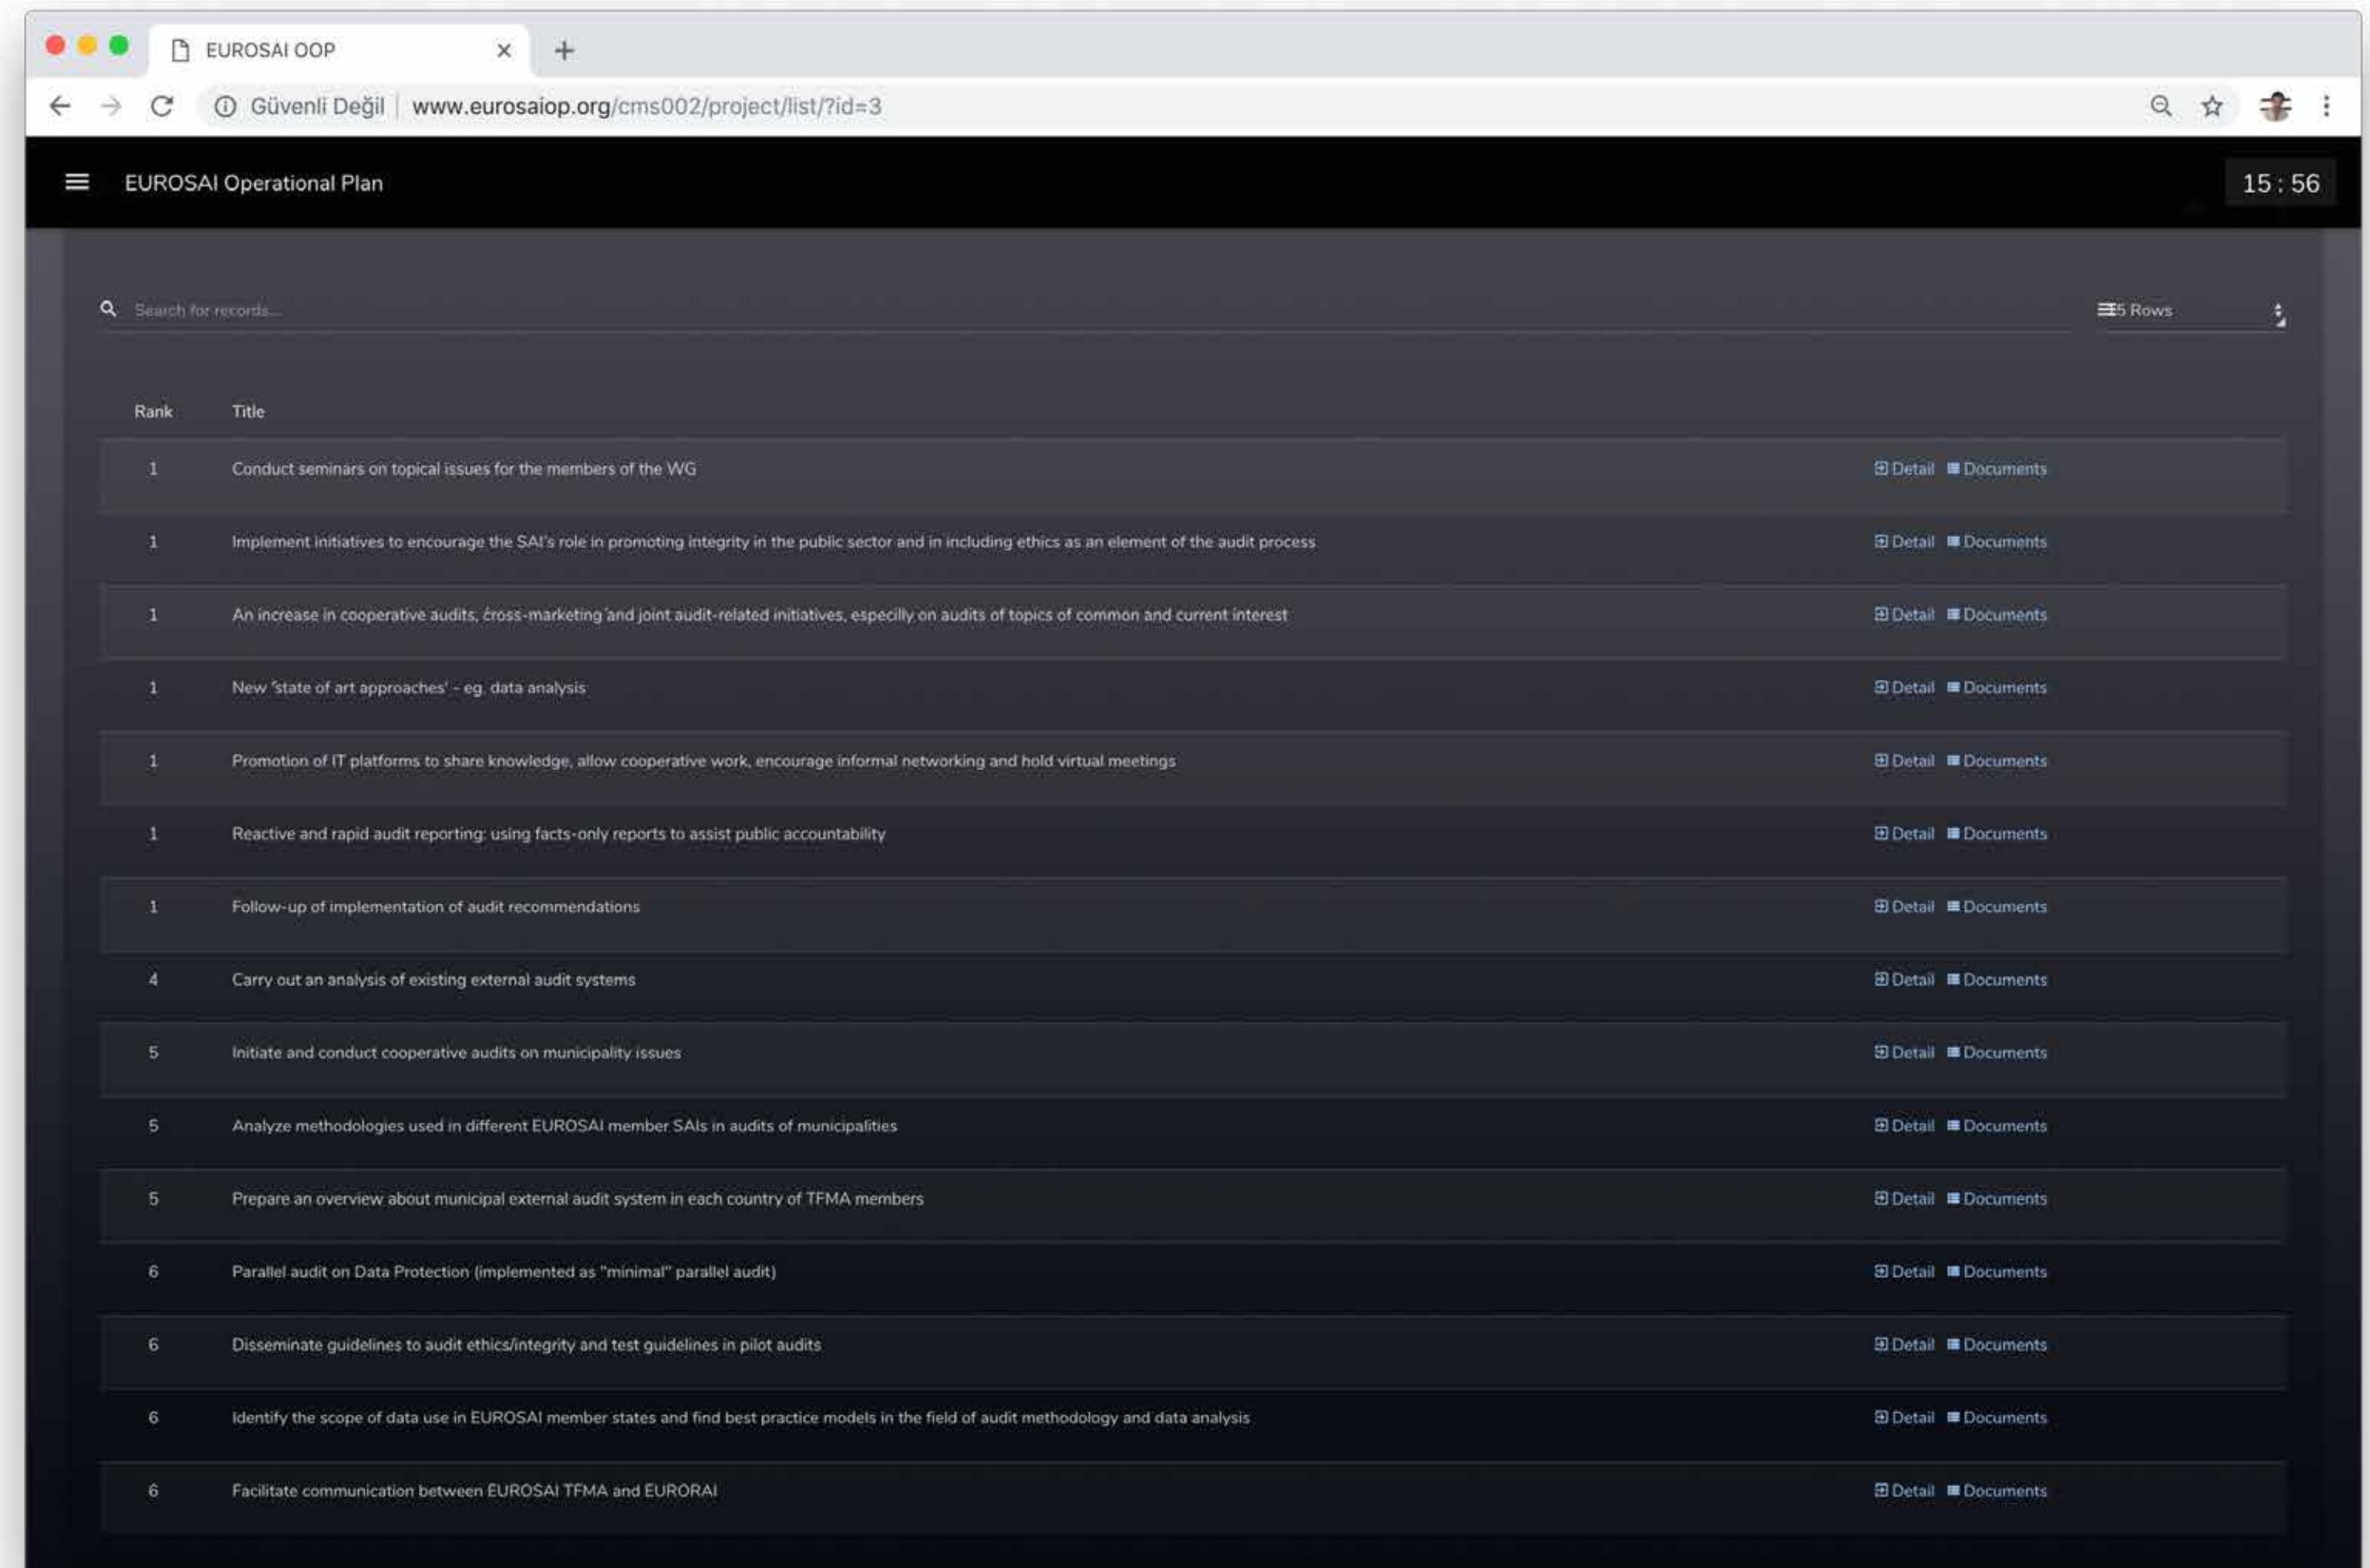 EUROSAI OOP
Güvenli Değil | www.eurosaiop.org/cms002/project/list/?id=3
EUROSAI Operational Plan 15 : 56
Search for records... 5 Rows
Rank Title
1 Conduct seminars on topical issues for the members of the WG Detail Documents
1 Implement initiatives to encourage the SAI's role in promoting integrity in the public sector and in including ethics as an element of the audit process Detail Documents
1 An increase in cooperative audits, ´cross-marketing´and joint audit-related initiatives, especilly on audits of topics of common and current interest Detail Documents
1 New 'state of art approaches' - eg. data analysis Detail Documents
1 Promotion of IT platforms to share knowledge, allow cooperative work, encourage informal networking and hold virtual meetings Detail Documents
1 Reactive and rapid audit reporting: using facts-only reports to assist public accountability Detail Documents
1 Follow-up of implementation of audit recommendations Detail Documents
4 Carry out an analysis of existing external audit systems Detail Documents
5 Initiate and conduct cooperative audits on municipality issues Detail Documents
5 Analyze methodologies used in different EUROSAI member SAIs in audits of municipalities Detail Documents
5 Prepare an overview about municipal external audit system in each country of TFMA members Detail Documents
6 Parallel audit on Data Protection (implemented as "minimal" parallel audit) Detail Documents
6 Disseminate guidelines to audit ethics/integrity and test guidelines in pilot audits Detail Documents
6 Identify the scope of data use in EUROSAI member states and find best practice models in the field of audit methodology and data analysis Detail Documents
6 Facilitate communication between EUROSAI TFMA and EURORAI Detail Documents